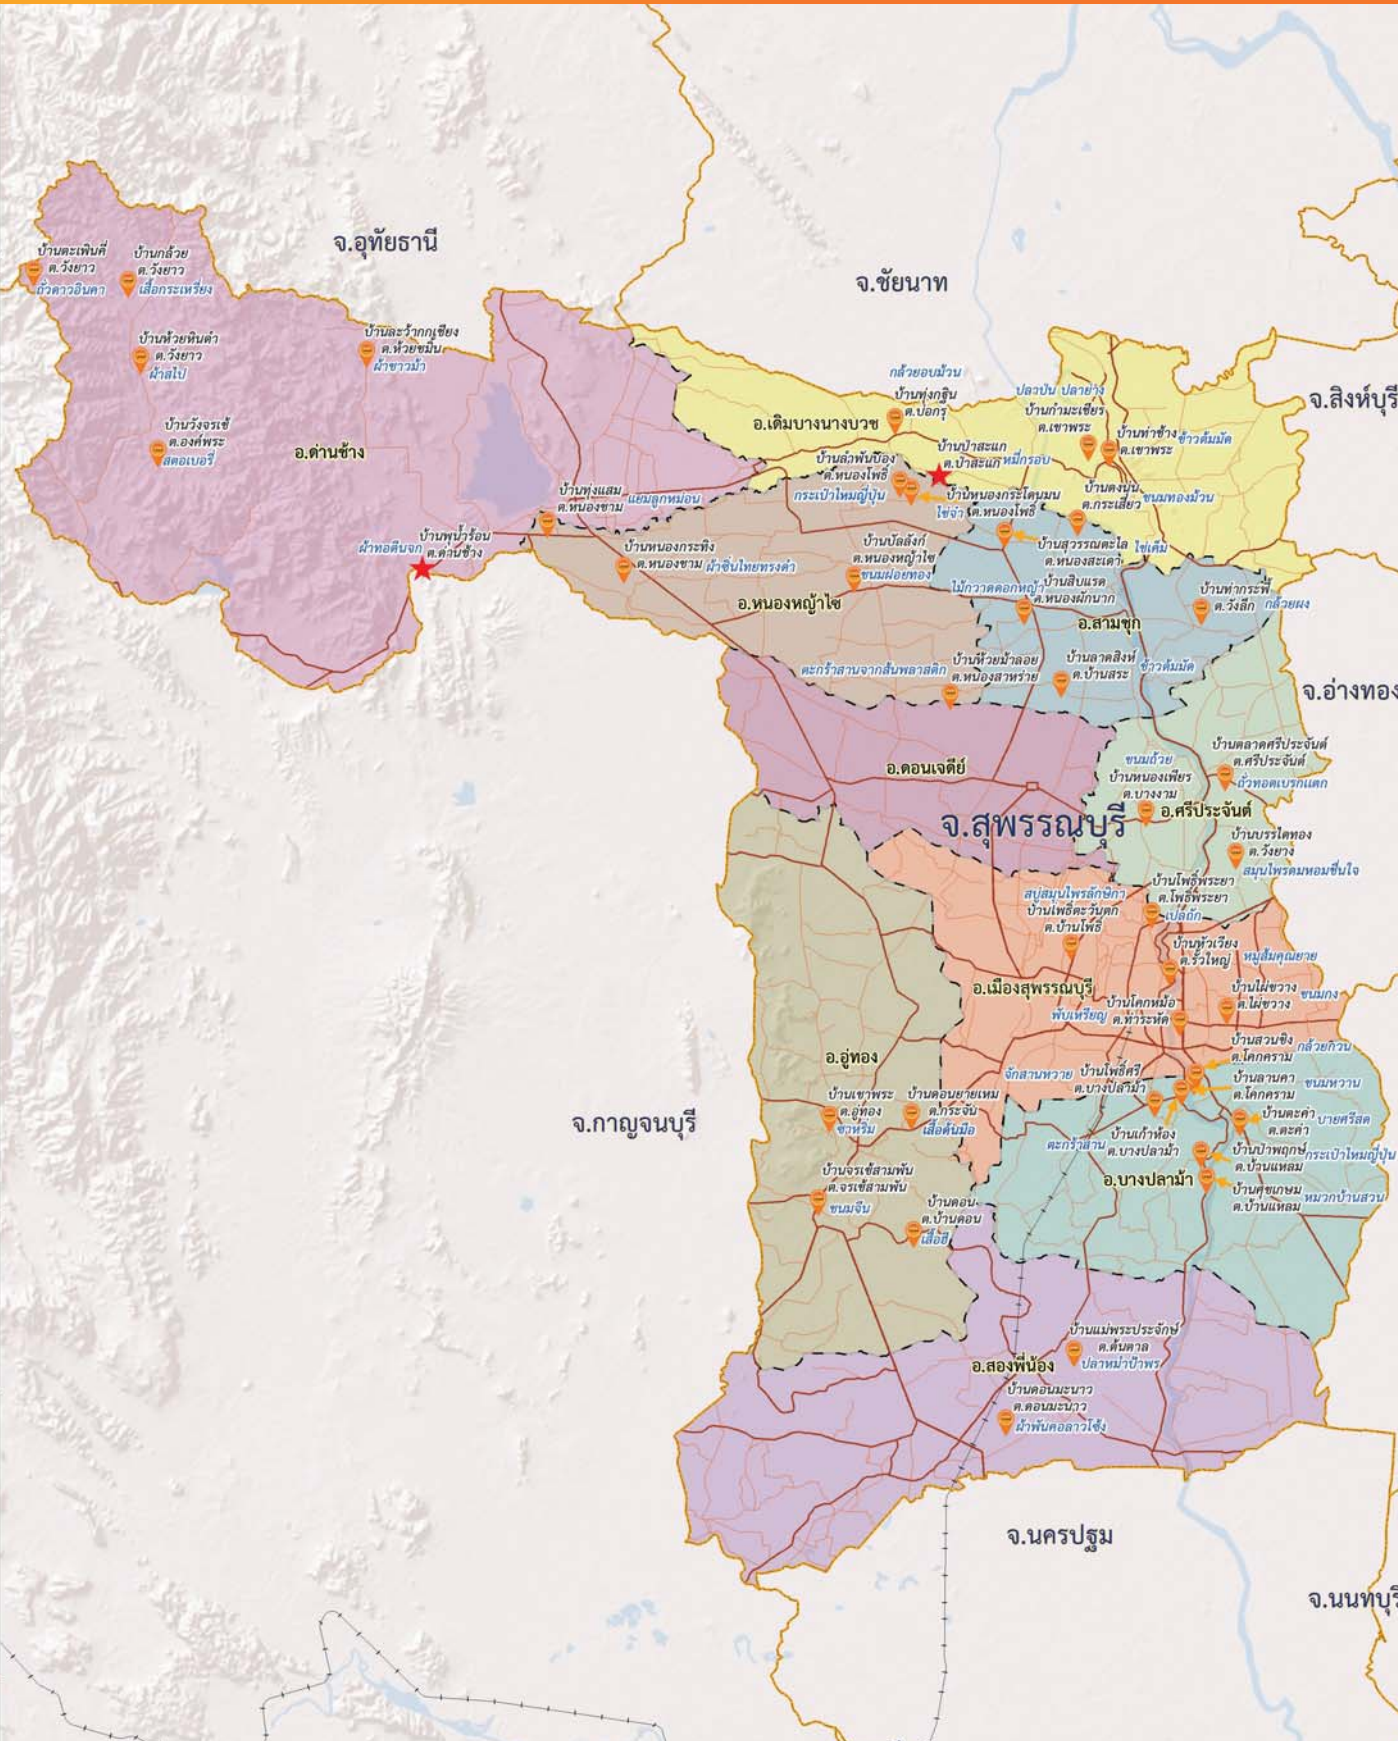 จ.อุทัยธานี
จ.ชัยนาท
จ.สิงห์บุรี
จ.อ่างทอง
จ.กาญจนบุรี
จ.นครปฐม
จ.นนทบุรี
จ.สุพรรณบุรี
บ้านตะเพินคี่
ต.วังยาว
ถั่วดาวอินคา
บ้านกล้วย
ต.วังยาว
เสื้อกระเหรี่ยง
บ้านห้วยหินดำ
ต.วังยาว
ผ้าสไป
บ้านละว้ากกเชียง
ต.ห้วยขมิ้น
ผ้าขาวม้า
บ้านวังจรเข้
ต.องค์พระ
สตอเบอรี่
อ.ด่านช้าง
บ้านพุน้ำร้อน
ต.ด่านช้าง
ผ้าทอตีนจก
บ้านทุ่งแสม
ต.หนองขาม
แยมลูกหม่อน
กล้วยอบม้วน
บ้านทุ่งกฐิน
ต.บ่อกรุ
อ.เดิมบางนางบวช
ปลาป่น ปลาย่าง
บ้านกำมะเชียร
ต.เขาพระ
บ้านท่าช้าง
ต.เขาพระ
ข้าวต้มมัด
บ้านป่าสะแก
ต.ป่าสะแก
หมี่กรอบ
บ้านลำพันบอง
ต.หนองโพธิ์
กระเป๋าใหมญี่ปุ่น
บ้านหนองกระโดนมน
ต.หนองโพธิ์
ไข่จ๋า
บ้านดงนุ่น
ต.กระเสียว
ขนมทองม้วน
บ้านสุวรรณตะไล
ต.หนองสะเดา
ไข่เค็ม
บ้านหนองกระทิง
ต.หนองขาม
ผ้าซิ่นไทยทรงดำ
บ้านบัลลังก์
ต.หนองหญ้าไซ
ขนมฝอยทอง
อ.หนองหญ้าไซ
บ้านสิบแรด
ต.หนองผักนาก
ไม้กวาดดอกหญ้า
อ.สามชุก
บ้านท่ากระพี้
ต.วังลึก
กล้วยผง
บ้านห้วยม้าลอย
ต.หนองสาหร่าย
ตะกร้าสานจากเส้นพลาสติก
บ้านลาดสิงห์
ต.บ้านสระ
ข้าวต้มมัด
อ.ดอนเจดีย์
ขนมถ้วย
บ้านหนองเพียร
ต.บางงาม
อ.ศรีประจันต์
บ้านตลาดศรีประจันต์
ต.ศรีประจันต์
ถั่วทอดเบรกแตก
บ้านบรรไดทอง
ต.วังยาง
สมุนไพรดมหอมชื่นใจ
บ้านโพธิ์พระยา
ต.โพธิ์พระยา
เปลถัก
สบู่สมุนไพรลักษิกา
บ้านโพธิ์ตะวันตก
ต.บ้านโพธิ์
บ้านหัวเวียง
ต.รั้วใหญ่
หมูส้มคุณยาย
อ.เมืองสุพรรณบุรี
บ้านไผ่ขวาง
ต.ไผ่ขวาง
ขนมกง
บ้านโคกหม้อ
ต.ท่าระหัด
พับเหรียญ
บ้านสวนขิง
ต.โคกคราม
กล้วยกวน
บ้านลานคา
ต.โคกคราม
ขนมหวาน
จักสานหวาย
บ้านโพธิ์ศรี
ต.บางปลาม้า
บ้านตะค่า
ต.ตะค่า
บายศรีสด
บ้านเก้าห้อง
ต.บางปลาม้า
ตะกร้าสาน
บ้านป่าพฤกษ์
ต.บ้านแหลม
กระเป๋าใหมญี่ปุ่น
บ้านศุขเกษม
ต.บ้านแหลม
หมวกบ้านสวน
อ.บางปลาม้า
อ.อู่ทอง
บ้านเขาพระ
ต.อู่ทอง
ซาหริ่ม
บ้านดอนยายเหม
ต.กระจัน
เสื้อด้นมือ
บ้านจรเข้สามพัน
ต.จรเข้สามพัน
ขนมจีน
บ้านดอน
ต.บ้านดอน
เสื้อฮี
บ้านแม่พระประจักษ์
ต.ต้นตาล
ปลาหม่ำป้าพร
อ.สองพี่น้อง
บ้านดอนมะนาว
ต.ดอนมะนาว
ผ้าพันคอลาวโซ่ง